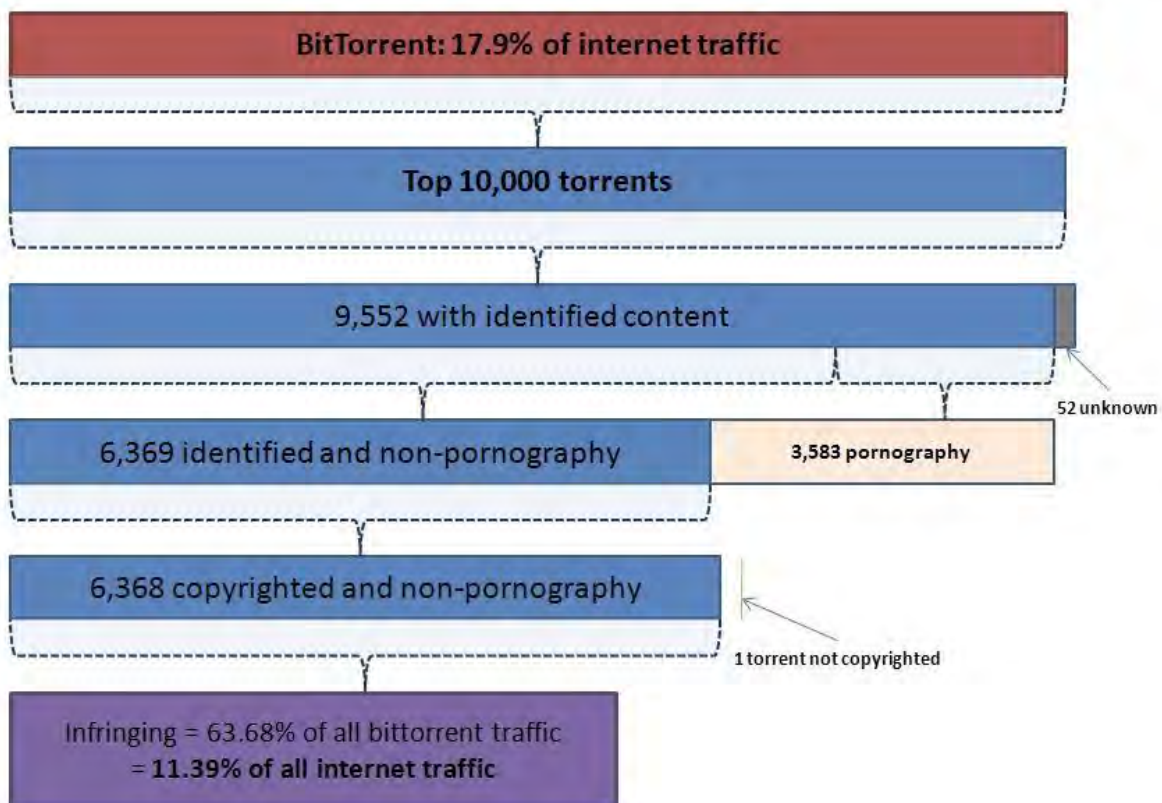 BitTorrent: 17.9% of internet traffic
Top 10,000 torrents
9,552 with identified content
52 unknown
6,369 identified and non-pornography
3,583 pornography
6,368 copyrighted and non-pornography
1 torrent not copyrighted
Infringing = 63.68% of all bittorrent traffic
= 11.39% of all internet traffic